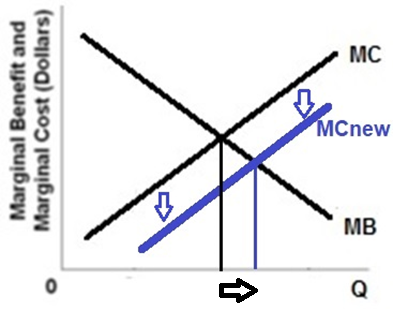 Marginal Benefit and
Marginal Cost (Dollars)
MC
MCnew
MB
0
Q